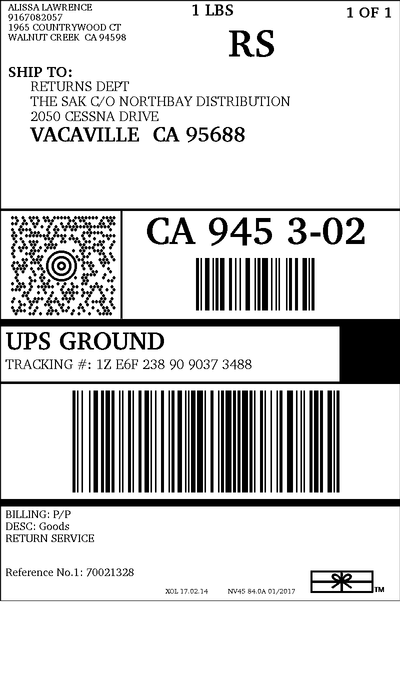 ALISSA LAWRENCE
9167082057
1965 COUNTRYWOOD CT
WALNUT CREEK  CA 94598
1 LBS
1 OF 1
RS
SHIP TO:
RETURNS DEPT
THE SAK C/O NORTHBAY DISTRIBUTION
2050 CESSNA DRIVE
VACAVILLE  CA 95688
CA 945 3-02
UPS GROUND
TRACKING #: 1Z E6F 238 90 9037 3488
BILLING: P/P
DESC: Goods
RETURN SERVICE
Reference No.1: 70021328
XOL 17.02.14
NV45 84.0A 01/2017
TM